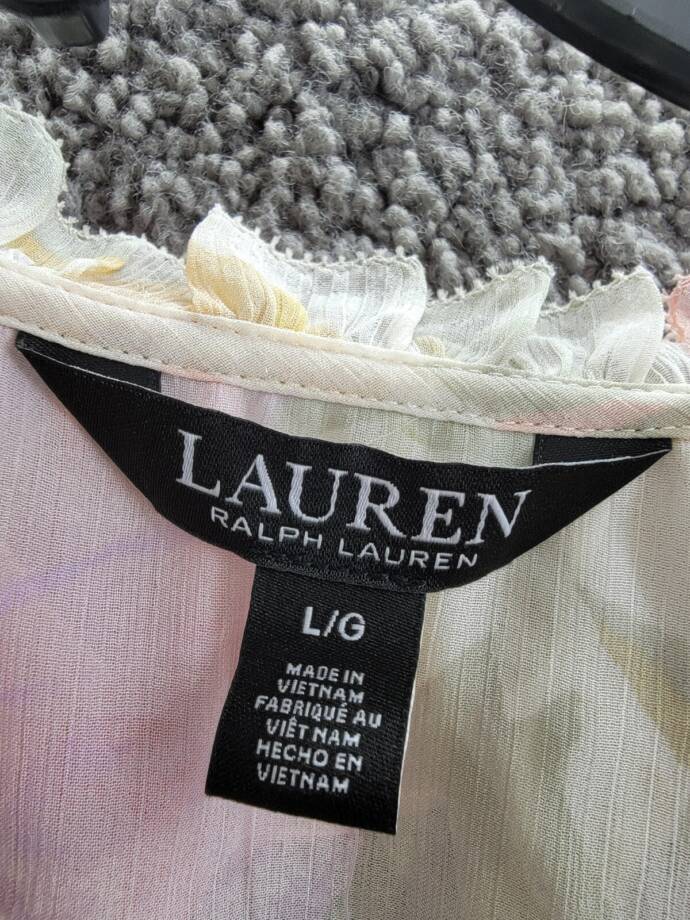 LAUREN
RALPH LAUREN
L/G
MADE IN
VIETNAM
FABRIQUÉ AU
VIÊT NAM
HECHO EN
VIETNAM